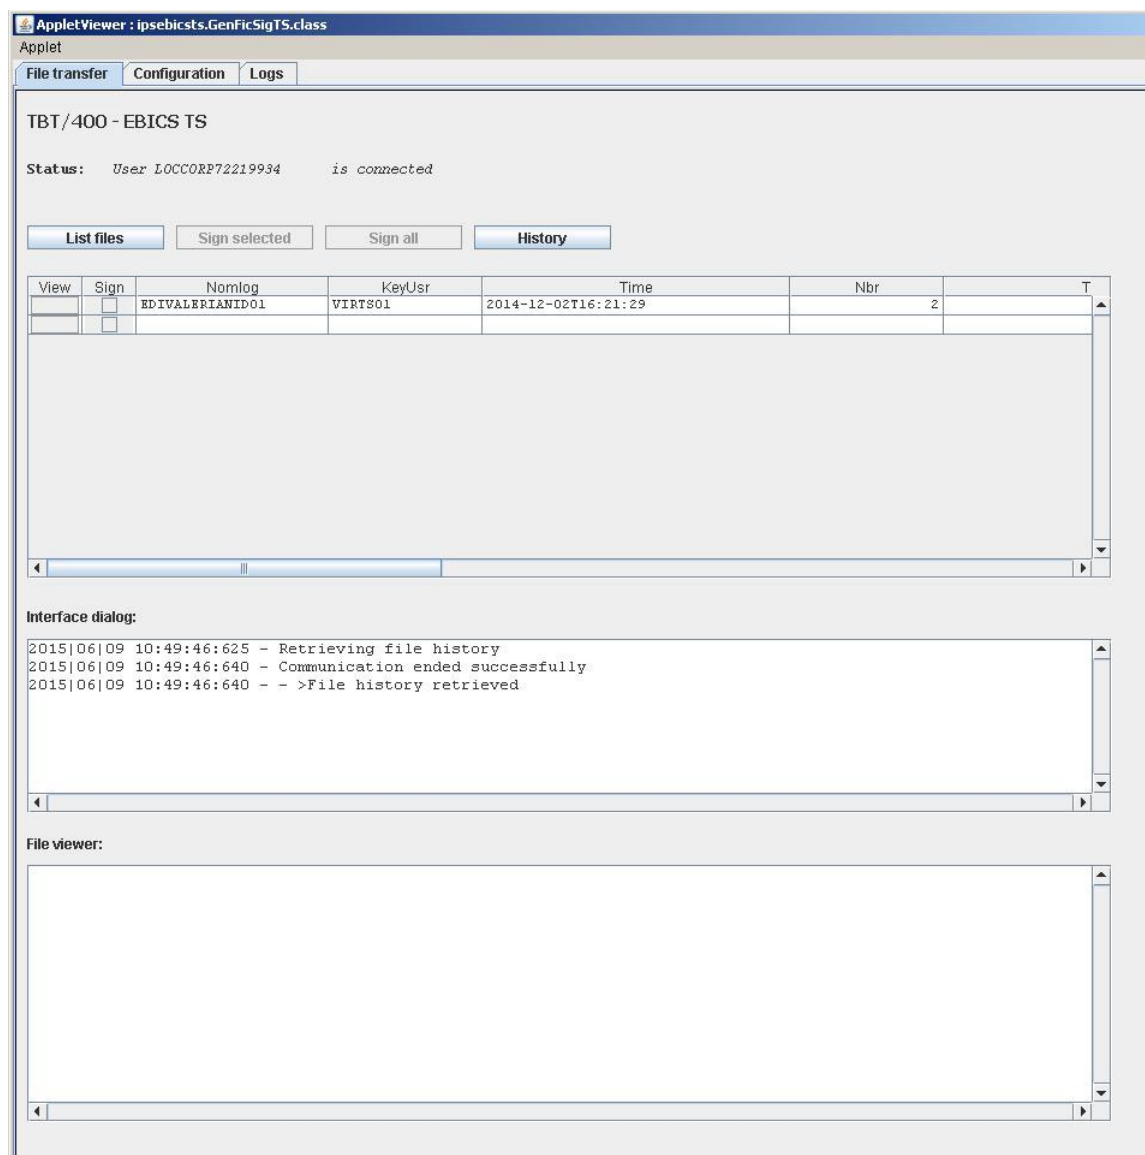 AppletViewer : ipsebicsts.GenFicSigTS.class
Applet
File transfer Configuration Logs
TBT/400 - EBICS TS
Status: User LOCCORP72219934 is connected
List files Sign selected Sign all History
View Sign Nomlog KeyUsr Time Nbr T
EDIVALERIANID01 VIRTS01 2014-12-02T16:21:29 2
Interface dialog:
2015|06|09 10:49:46:625 - Retrieving file history
2015|06|09 10:49:46:640 - Communication ended successfully
2015|06|09 10:49:46:640 - - >File history retrieved
File viewer: